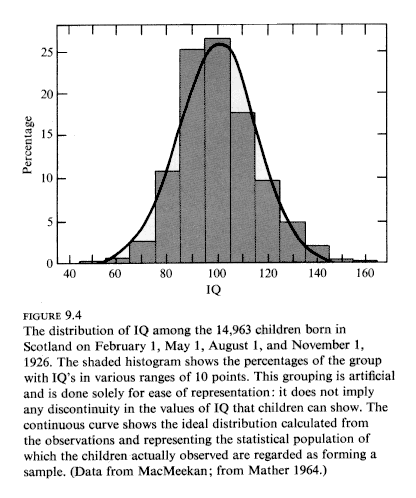 25
20
15
10
5
0
Percentage
40 60 80 100 120 140 160
IQ
FIGURE 9.4
The distribution of IQ among the 14,963 children born in
Scotland on February 1, May 1, August 1, and November 1,
1926. The shaded histogram shows the percentages of the group
with IQ's in various ranges of 10 points. This grouping is artificial
and is done solely for ease of representation: it does not imply
any discontinuity in the values of IQ that children can show. The
continuous curve shows the ideal distribution calculated from
the observations and representing the statistical population of
which the children actually observed are regarded as forming a
sample. (Data from MacMeekan; from Mather 1964.)